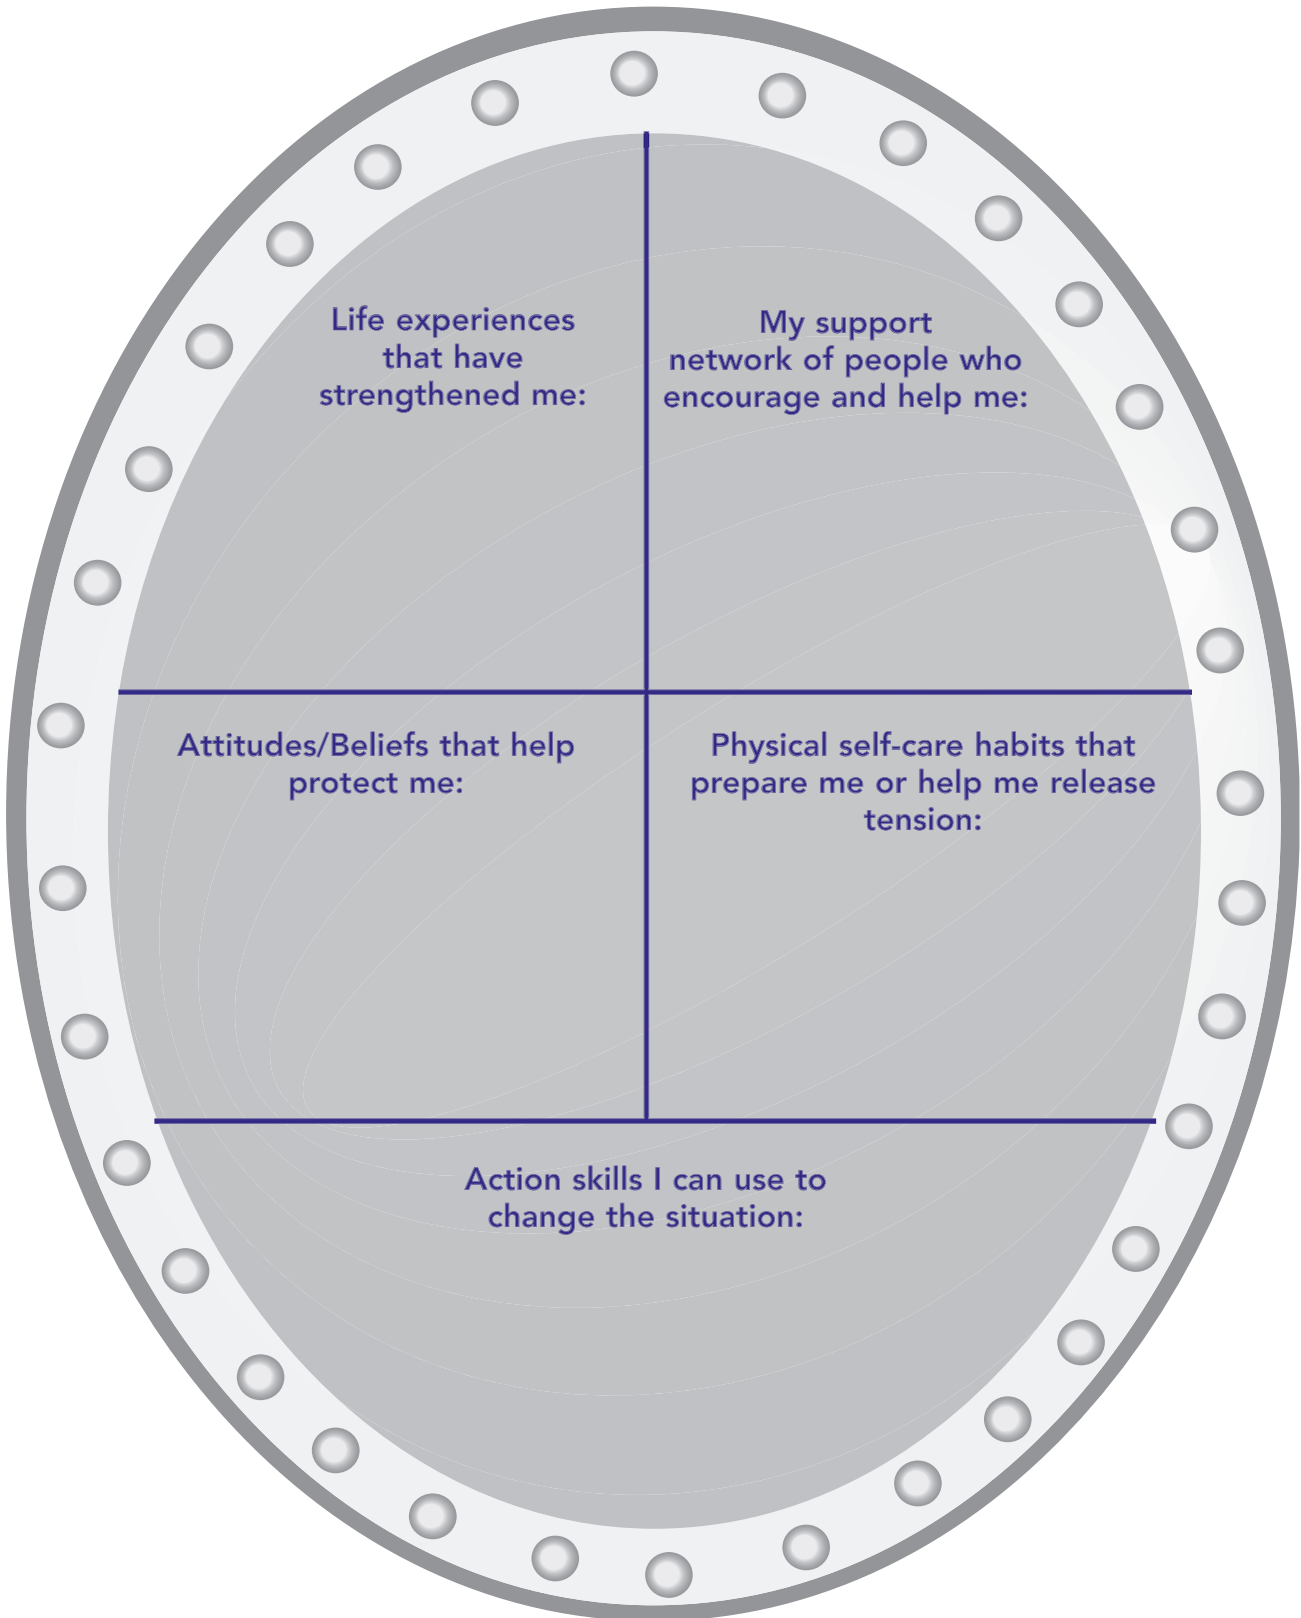 Life experiences
that have
strengthened me:
My support
network of people who
encourage and help me:
Attitudes/Beliefs that help
protect me:
Physical self-care habits that
prepare me or help me release
tension:
Action skills I can use to
change the situation: